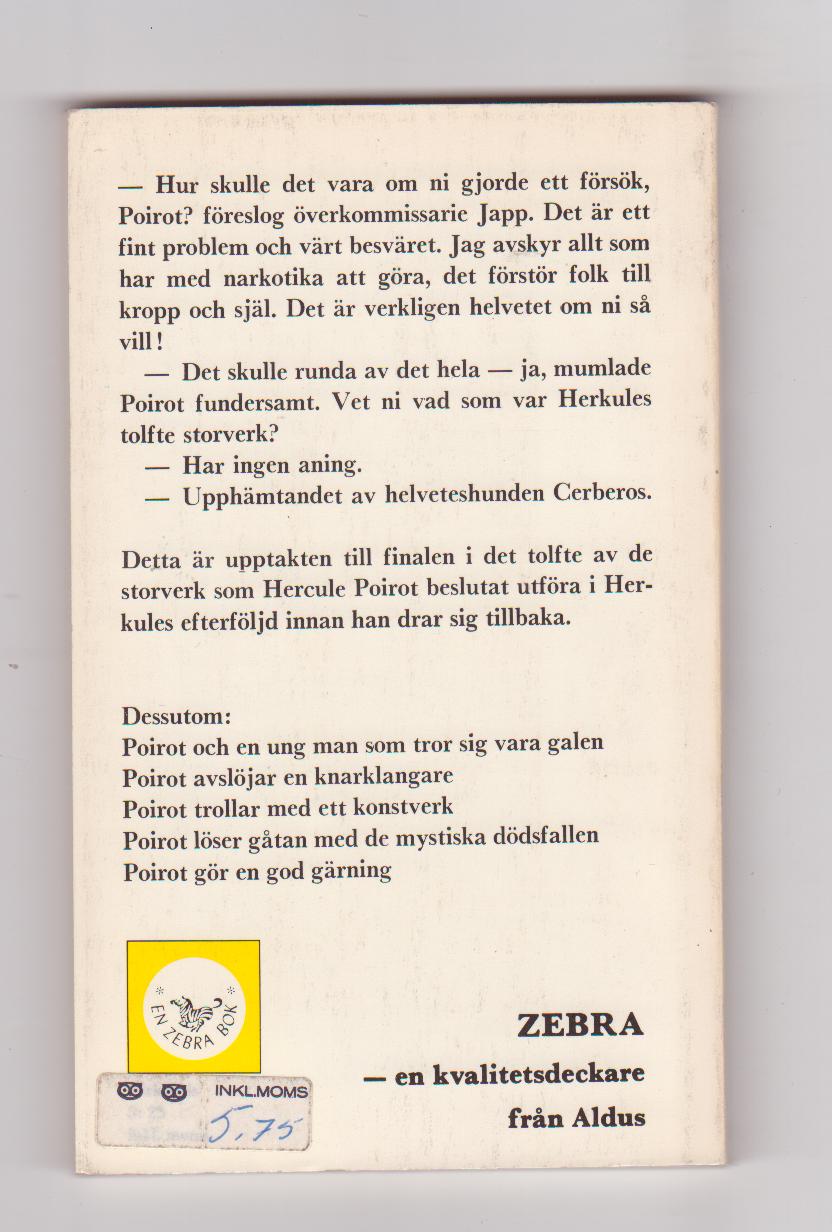 — Hur skulle det vara om ni gjorde ett försök,
Poirot? föreslog överkommissarie Japp. Det är ett
fint problem och värt besväret. Jag avskyr allt som
har med narkotika att göra, det förstör folk till
kropp och själ. Det är verkligen helvetet om ni så
vill!
— Det skulle runda av det hela — ja, mumlade
Poirot fundersamt. Vet ni vad som var Herkules
tolfte storverk?
— Har ingen aning.
— Upphämtandet av helveteshunden Cerberos.
Detta är upptakten till finalen i det tolfte av de
storverk som Hercule Poirot beslutat utföra i Her-
kules efterföljd innan han drar sig tillbaka.
Dessutom:
Poirot och en ung man som tror sig vara galen
Poirot avslöjar en knarklangare
Poirot trollar med ett konstverk
Poirot löser gåtan med de mystiska dödsfallen
Poirot gör en god gärning
* EN ZEBRA BOK *
ZEBRA
— en kvalitetsdeckare
från Aldus
INKL.MOMS
5,75